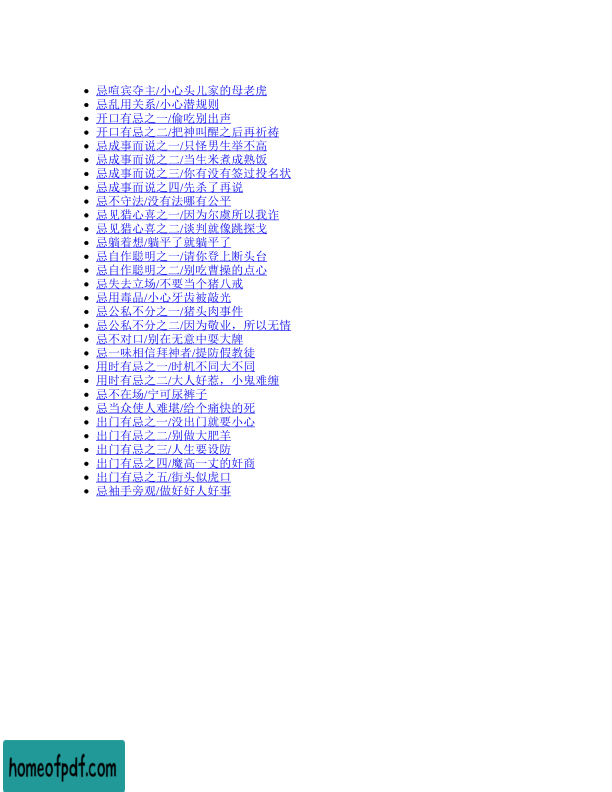 忌喧宾夺主/小心头儿家的母老虎
忌乱用关系/小心潜规则
开口有忌之一/偷吃别出声
开口有忌之二/把神叫醒之后再祈祷
忌成事而说之一/只怪男生举不高
忌成事而说之二/当生米煮成熟饭
忌成事而说之三/你有没有签过投名状
忌成事而说之四/先杀了再说
忌不守法/没有法哪有公平
忌见猎心喜之一/因为尔虞所以我诈
忌见猎心喜之二/谈判就像跳探戈
忌躺着想/躺平了就躺平了
忌自作聪明之一/请你登上断头台
忌自作聪明之二/别吃曹操的点心
忌失去立场/不要当个猪八戒
忌用毒品/小心牙齿被敲光
忌公私不分之一/猪头肉事件
忌公私不分之二/因为敬业，所以无情
忌不对口/别在无意中耍大牌
忌一味相信拜神者/提防假教徒
用时有忌之一/时机不同大不同
用时有忌之二/大人好惹，小鬼难缠
忌不在场/宁可尿裤子
忌当众使人难堪/给个痛快的死
出门有忌之一/没出门就要小心
出门有忌之二/别做大肥羊
出门有忌之三/人生要设防
出门有忌之四/魔高一丈的奸商
出门有忌之五/街头似虎口
忌袖手旁观/做好好人好事
homeofpdf.com